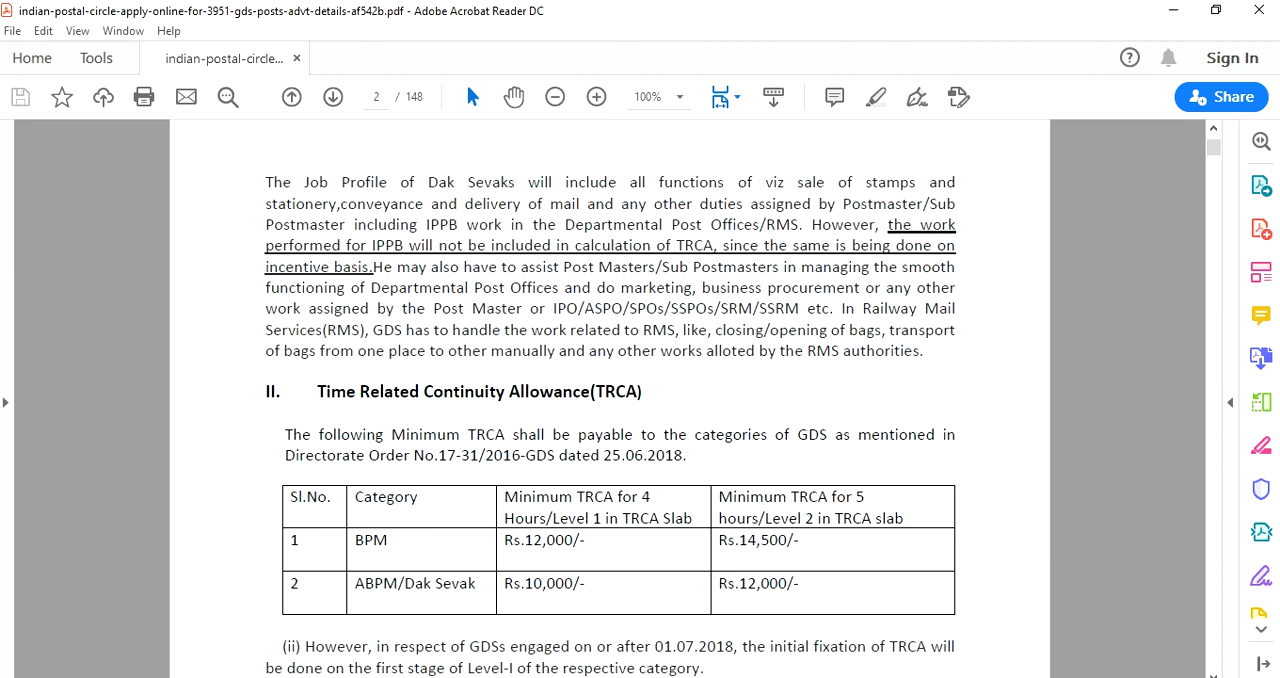 indian-postal-circle-apply-online-for-3951-gds-posts-advt-details-af542b.pdf - Adobe Acrobat Reader DC
File Edit View Window Help
Home Tools indian-postal-circle... × Sign In
2 / 148 100% Share
The Job Profile of Dak Sevaks will include all functions of viz sale of stamps and
stationery,conveyance and delivery of mail and any other duties assigned by Postmaster/Sub
Postmaster including IPPB work in the Departmental Post Offices/RMS. However, the work
performed for IPPB will not be included in calculation of TRCA, since the same is being done on
incentive basis.He may also have to assist Post Masters/Sub Postmasters in managing the smooth
functioning of Departmental Post Offices and do marketing, business procurement or any other
work assigned by the Post Master or IPO/ASPO/SPOs/SSPOs/SRM/SSRM etc. In Railway Mail
Services(RMS), GDS has to handle the work related to RMS, like, closing/opening of bags, transport
of bags from one place to other manually and any other works alloted by the RMS authorities.
II. Time Related Continuity Allowance(TRCA)
The following Minimum TRCA shall be payable to the categories of GDS as mentioned in
Directorate Order No.17-31/2016-GDS dated 25.06.2018.
Sl.No. Category Minimum TRCA for 4 Minimum TRCA for 5
Hours/Level 1 in TRCA Slab hours/Level 2 in TRCA slab
1 BPM Rs.12,000/- Rs.14,500/-
2 ABPM/Dak Sevak Rs.10,000/- Rs.12,000/-
(ii) However, in respect of GDSs engaged on or after 01.07.2018, the initial fixation of TRCA will
be done on the first stage of Level-I of the respective category.